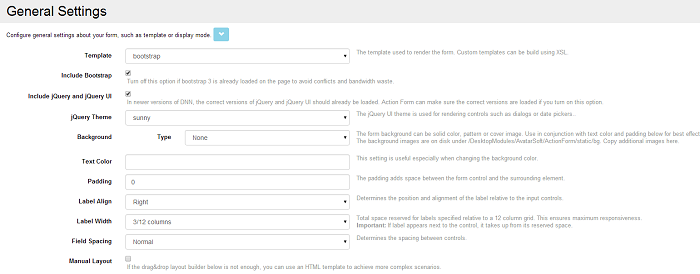 General Settings
Configure general settings about your form, such as template or display mode
Template
bootstrap
The template used to render the form. Custom templates can be build using XSL.
Include Bootstrap
Turn off this option if bootstrap 3 is already loaded on the page to avoid conflicts and bandwidth waste.
Include jQuery and jQuery UI
In newer versions of DNN, the correct versions of jQuery and jQuery UI should already be loaded. Action Form can make sure the correct versions are loaded if you turn on this option.
jQuery Theme
sunny
The jQuery UI theme is used for rendering controls such as dialogs or date pickers..
Background
Type
None
The form background can be solid color, pattern or cover image. Use in conjunction with text color and padding below for best effect
The background images are on disk under /DesktopModules/AvatarSoft/ActionForm/static/bg. Copy additional images here.
Text Color
This setting is useful especially when changing the background color.
Padding
0
The padding adds space between the form control and the surrounding element.
Label Align
Right
Determines the position and alignment of the label relative to the input controls.
Label Width
3/12 columns
Total space reserved for labels specified relative to a 12 column grid. This ensures maximum responsiveness.
Important: If label appears next to the control, it takes up from its reserved space.
Field Spacing
Normal
Determines the spacing between controls.
Manual Layout
If the drag&drop layout builder below is not enough, you can use an HTML template to achieve more complex scenarios.